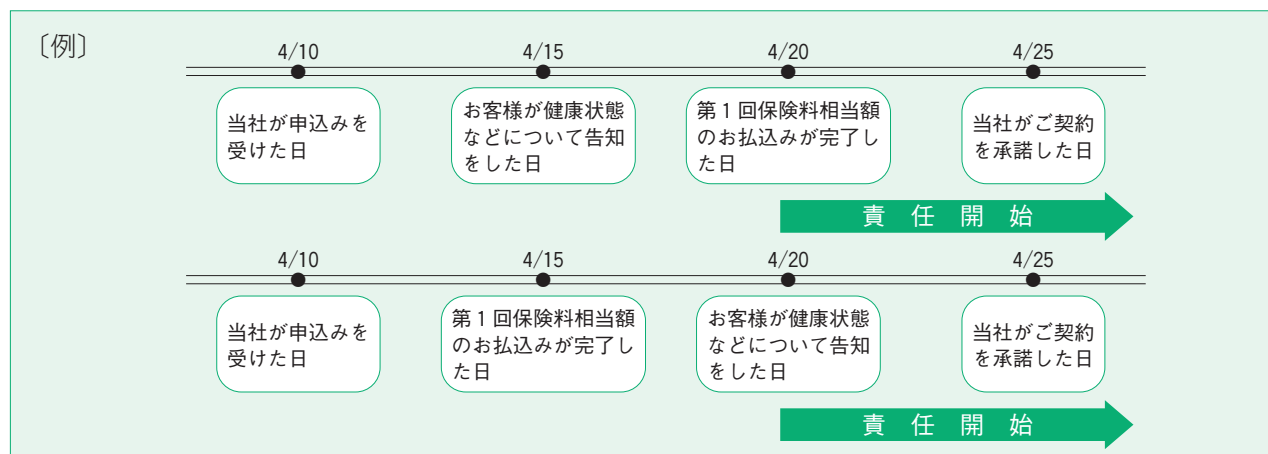 〔例〕
4/10 4/15 4/20 4/25
当社が申込みを
受けた日
お客様が健康状態
などについて告知
をした日
第１回保険料相当額
のお払込みが完了し
た日
当社がご契約
を承諾した日
責任開始
4/10 4/15 4/20 4/25
当社が申込みを
受けた日
第１回保険料相当額
のお払込みが完了し
た日
お客様が健康状態
などについて告知
をした日
当社がご契約
を承諾した日
責任開始